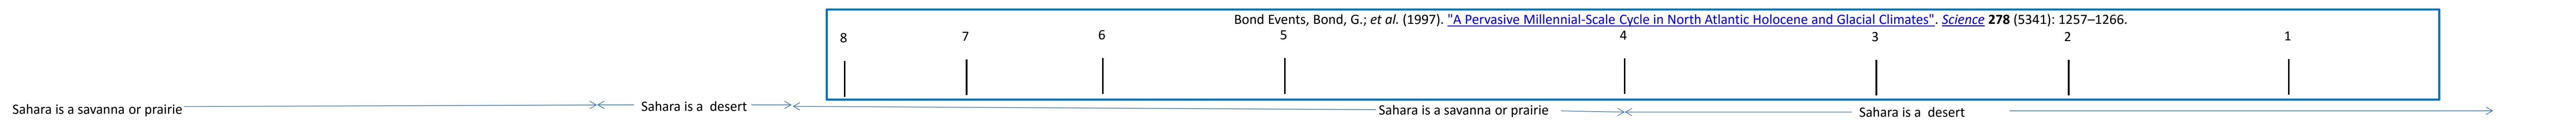 Bond Events, Bond, G.; et al. (1997). "A Pervasive Millennial-Scale Cycle in North Atlantic Holocene and Glacial Climates". Science 278 (5341): 1257–1266.
8 7 6 5 4 3 2 1
Sahara is a savanna or prairie Sahara is a desert Sahara is a savanna or prairie Sahara is a desert